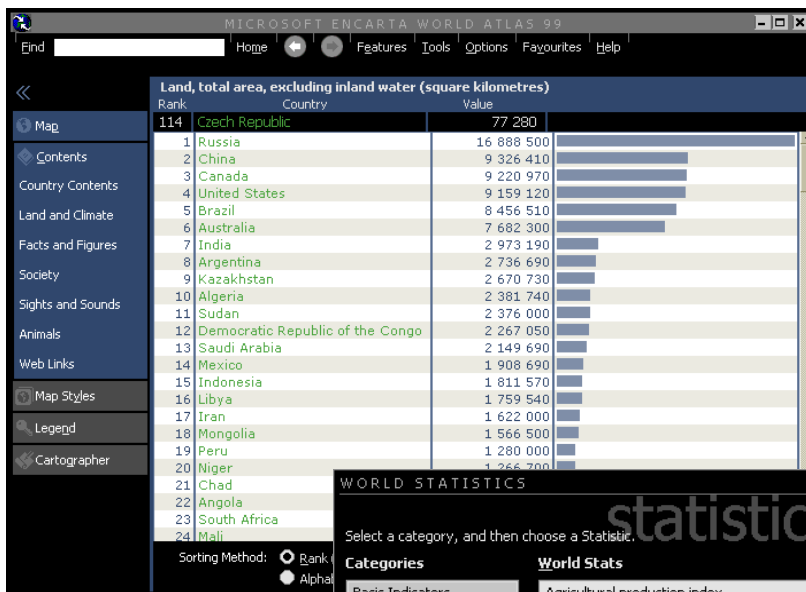 MICROSOFT ENCARTA WORLD ATLAS 99
Find Home Features Tools Options Favourites Help
Land, total area, excluding inland water (square kilometres)
Rank Country Value
114 Czech Republic 77 280
1 Russia 16 888 500
2 China 9 326 410
3 Canada 9 220 970
4 United States 9 159 120
5 Brazil 8 456 510
6 Australia 7 682 300
7 India 2 973 190
8 Argentina 2 736 690
9 Kazakhstan 2 670 730
10 Algeria 2 381 740
11 Sudan 2 376 000
12 Democratic Republic of the Congo 2 267 050
13 Saudi Arabia 2 149 690
14 Mexico 1 908 690
15 Indonesia 1 811 570
16 Libya 1 759 540
17 Iran 1 622 000
18 Mongolia 1 566 500
19 Peru 1 280 000
20 Niger 1 266 700
21 Chad
22 Angola
23 South Africa
24 Mali
Map
Contents
Country Contents
Land and Climate
Facts and Figures
Society
Sights and Sounds
Animals
Web Links
Map Styles
Legend
Cartographer
Sorting Method: Rank
WORLD STATISTICS
statistic
Select a category, and then choose a Statistic.
Categories World Stats
Basic Indicators Agricultural production index